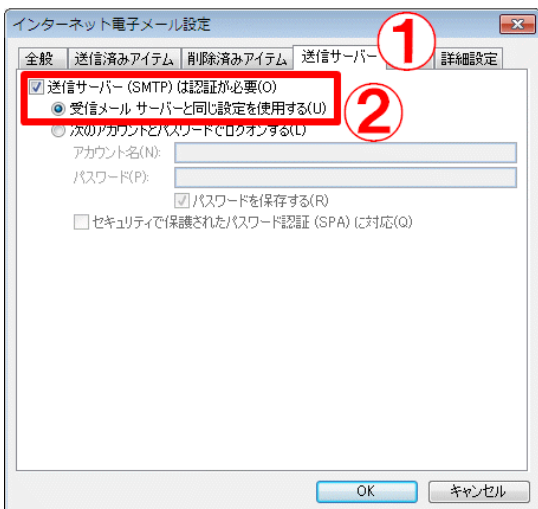 インターネット電子メール設定
①
全般 送信済みアイテム 削除済みアイテム 送信サーバー 詳細設定
送信サーバー (SMTP) は認証が必要(O)
受信メール サーバーと同じ設定を使用する(U)
②
次のアカウントとパスワードでログオンする(L)
アカウント名(N):
パスワード(P):
パスワードを保存する(R)
セキュリティで保護されたパスワード認証 (SPA) に対応(Q)
OK キャンセル